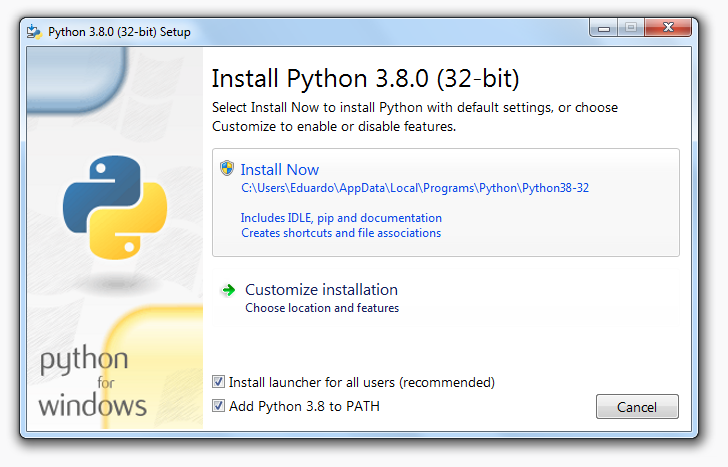 Python 3.8.0 (32-bit) Setup
Install Python 3.8.0 (32-bit)
Select Install Now to install Python with default settings, or choose
Customize to enable or disable features.
Install Now
C:\Users\Eduardo\AppData\Local\Programs\Python\Python38-32
Includes IDLE, pip and documentation
Creates shortcuts and file associations
Customize installation
Choose location and features
python
for
windows
Install launcher for all users (recommended)
Add Python 3.8 to PATH
Cancel